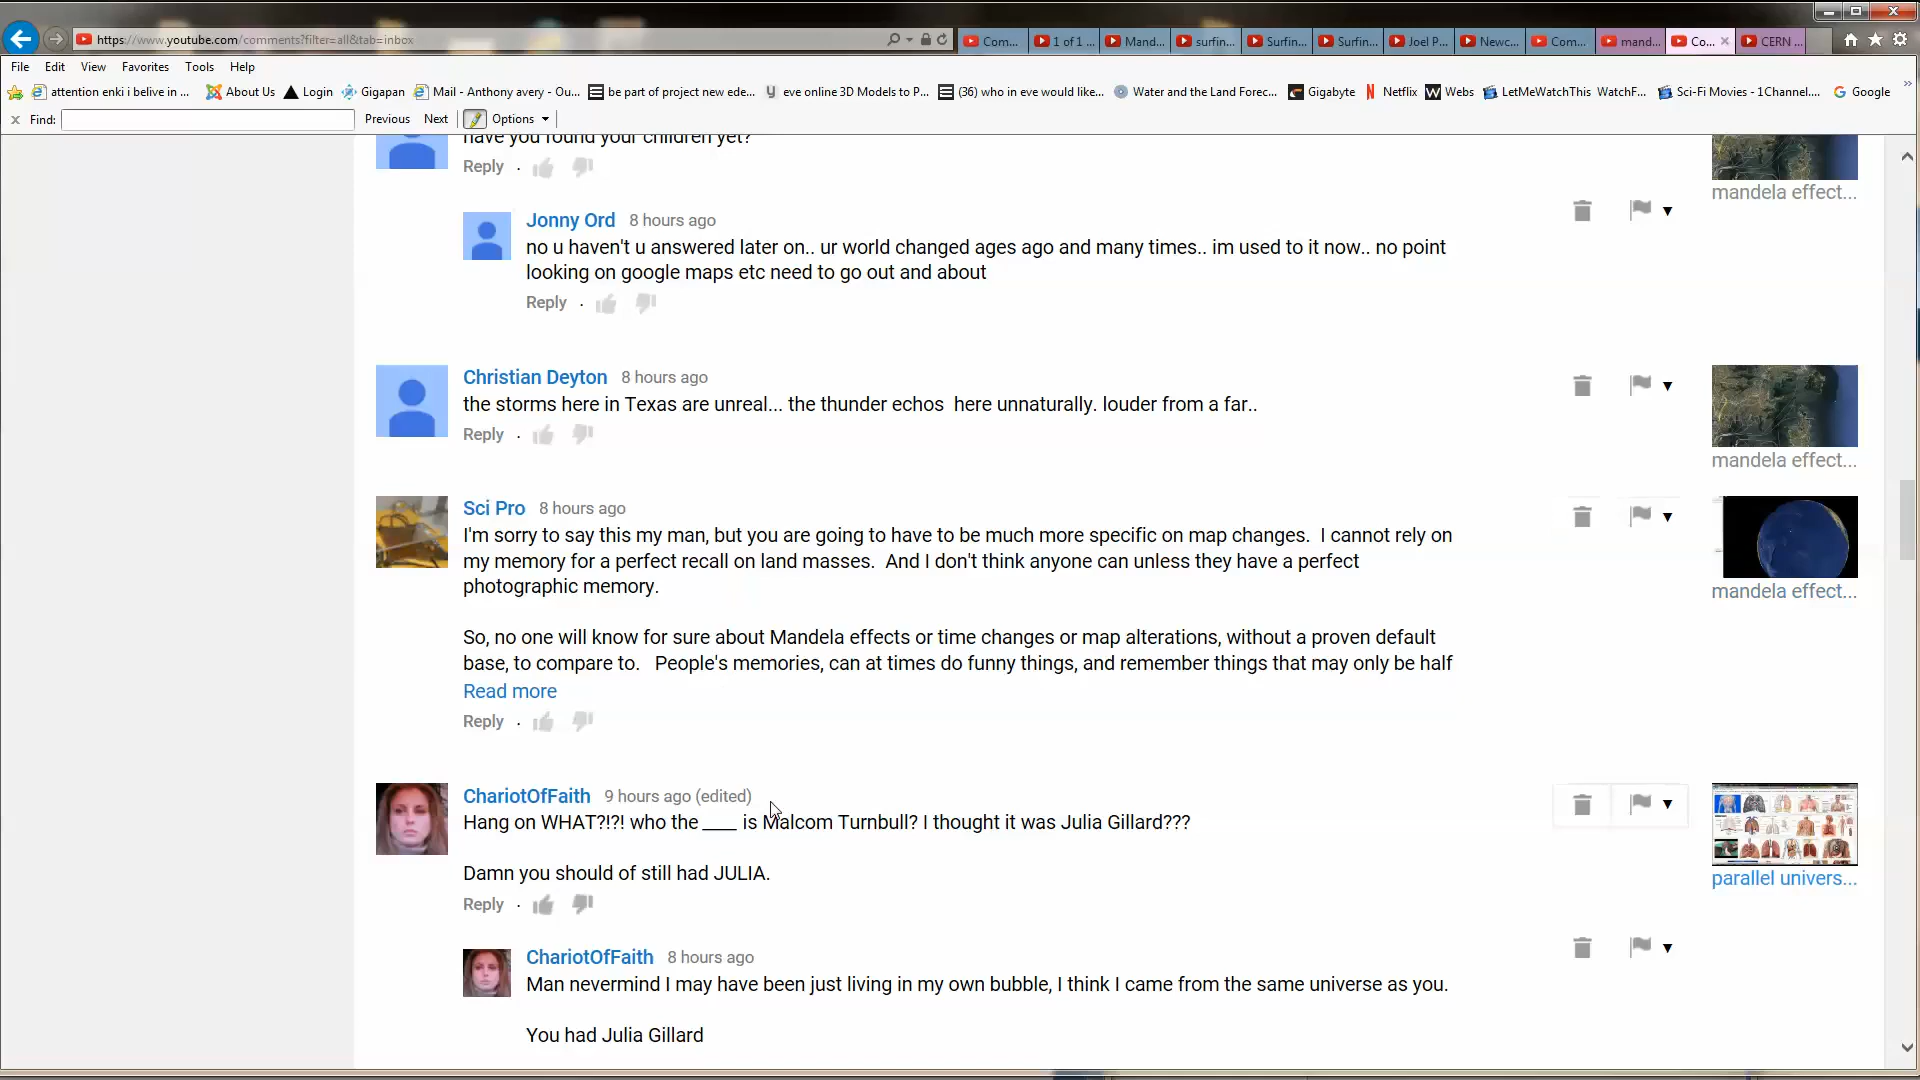 https://www.youtube.com/comments?filter=all&tab=inbox
Com...
1 of 1 ...
Mand...
surfin...
Surfin...
Surfin...
Joel P...
Newc...
Com...
mand...
Co...
CERN ...
File Edit View Favorites Tools Help
attention enki i belive in ...
About Us
Login
Gigapan
Mail - Anthony avery - Ou...
be part of project new ede...
eve online 3D Models to P...
(36) who in eve would like...
Water and the Land Forec...
Gigabyte
Netflix
Webs
LetMeWatchThis WatchF...
Sci-Fi Movies - 1Channel....
Google
x Find: Previous Next Options
have you found your children yet?
Reply .
mandela effect...
Jonny Ord 8 hours ago
no u haven't u answered later on.. ur world changed ages ago and many times.. im used to it now.. no point
looking on google maps etc need to go out and about
Reply .
Christian Deyton 8 hours ago
the storms here in Texas are unreal... the thunder echos here unnaturally. louder from a far..
Reply .
mandela effect...
Sci Pro 8 hours ago
I'm sorry to say this my man, but you are going to have to be much more specific on map changes. I cannot rely on
my memory for a perfect recall on land masses. And I don't think anyone can unless they have a perfect
photographic memory.
So, no one will know for sure about Mandela effects or time changes or map alterations, without a proven default
base, to compare to. People's memories, can at times do funny things, and remember things that may only be half
Read more
Reply .
mandela effect...
ChariotOfFaith 9 hours ago (edited)
Hang on WHAT?!?! who the ____ is Malcom Turnbull? I thought it was Julia Gillard???
Damn you should of still had JULIA.
Reply .
parallel univers...
ChariotOfFaith 8 hours ago
Man nevermind I may have been just living in my own bubble, I think I came from the same universe as you.
You had Julia Gillard